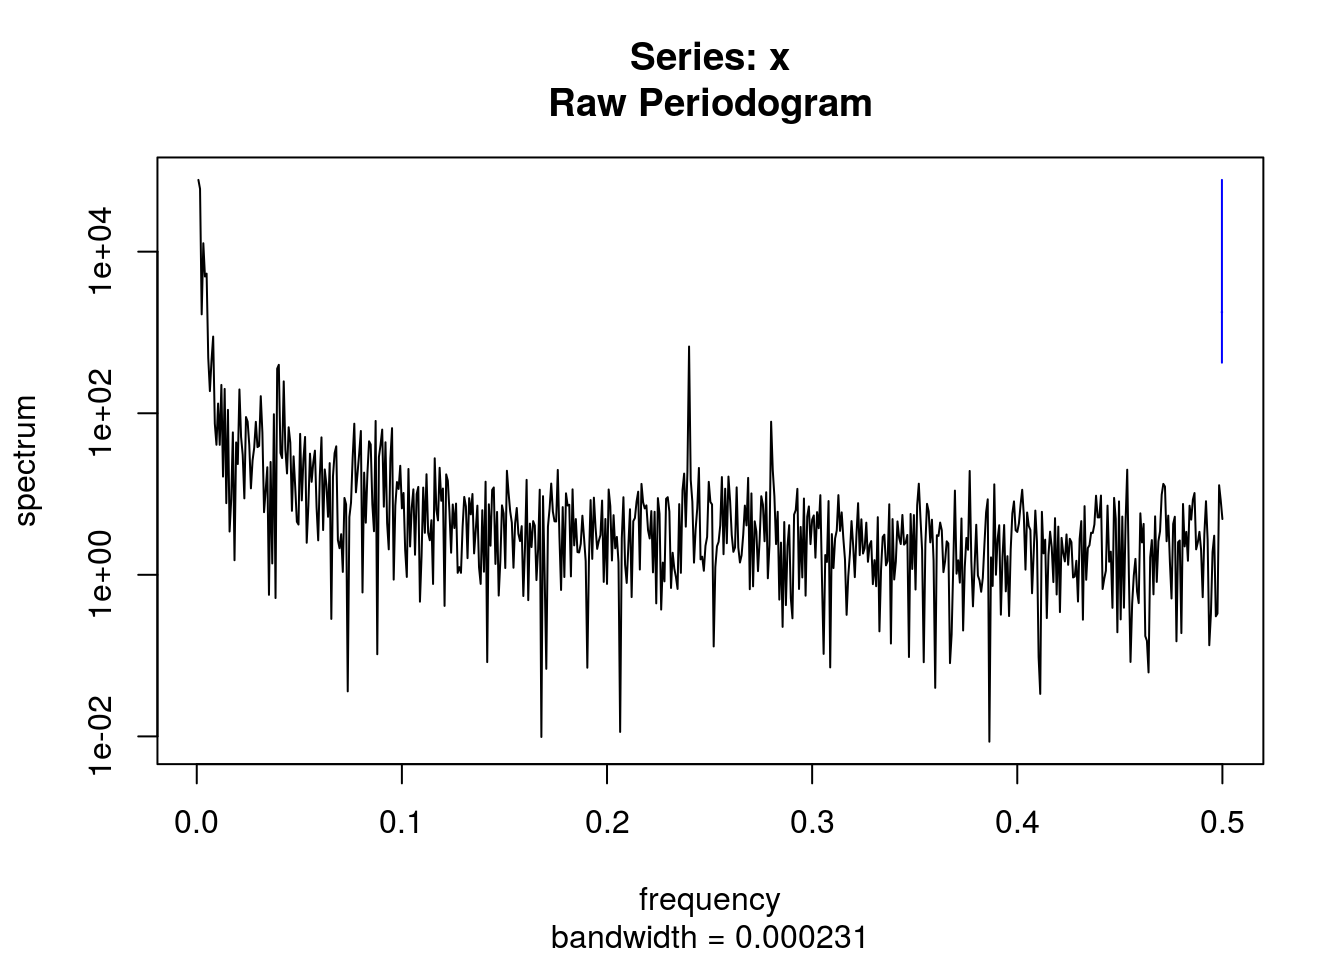 Series: x
Raw Periodogram
spectrum
1e+04
1e+02
1e+00
1e-02
0.0 0.1 0.2 0.3 0.4 0.5
frequency
bandwidth = 0.000231